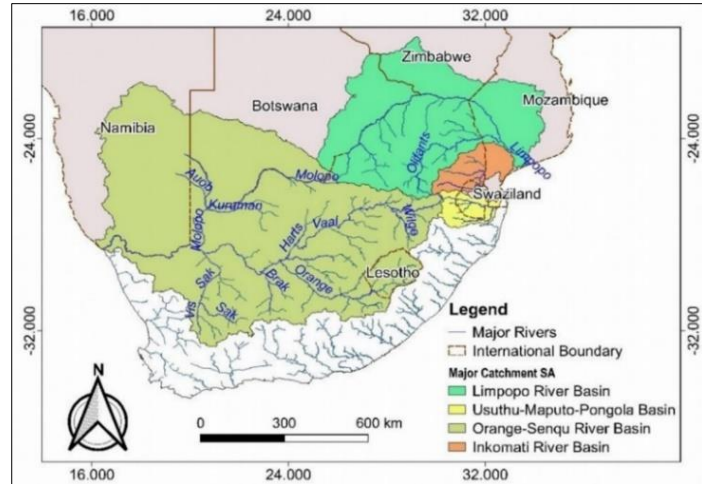 16.000 24.000 32.000
Zimbabwe
Botswana
Mozambique
Namibia
-24.000 -24.000
Olifants
Limpopo
Auob
Molopo
Swaziland
Kuruman
Molopo
Harts
Vaal
Wilge
Lesotho
Sak
Brak
Orange
Vis
Sak
-32.000 -32.000
N
0 300 600 km
Legend
Major Rivers
International Boundary
Major Catchment SA
Limpopo River Basin
Usuthu-Maputo-Pongola Basin
Orange-Senqu River Basin
Inkomati River Basin
16.000 24.000 32.000